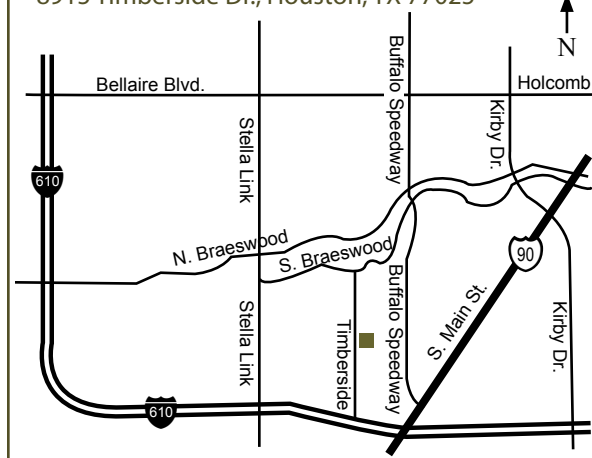 8915 Timberside Dr., Houston, TX 77025
N
Bellaire Blvd.
Holcomb
Buffalo Speedway
Kirby Dr.
Stella Link
610
N. Braeswood
S. Braeswood
90
S. Main St.
Stella Link
Timberside
Buffalo Speedway
Kirby Dr.
610